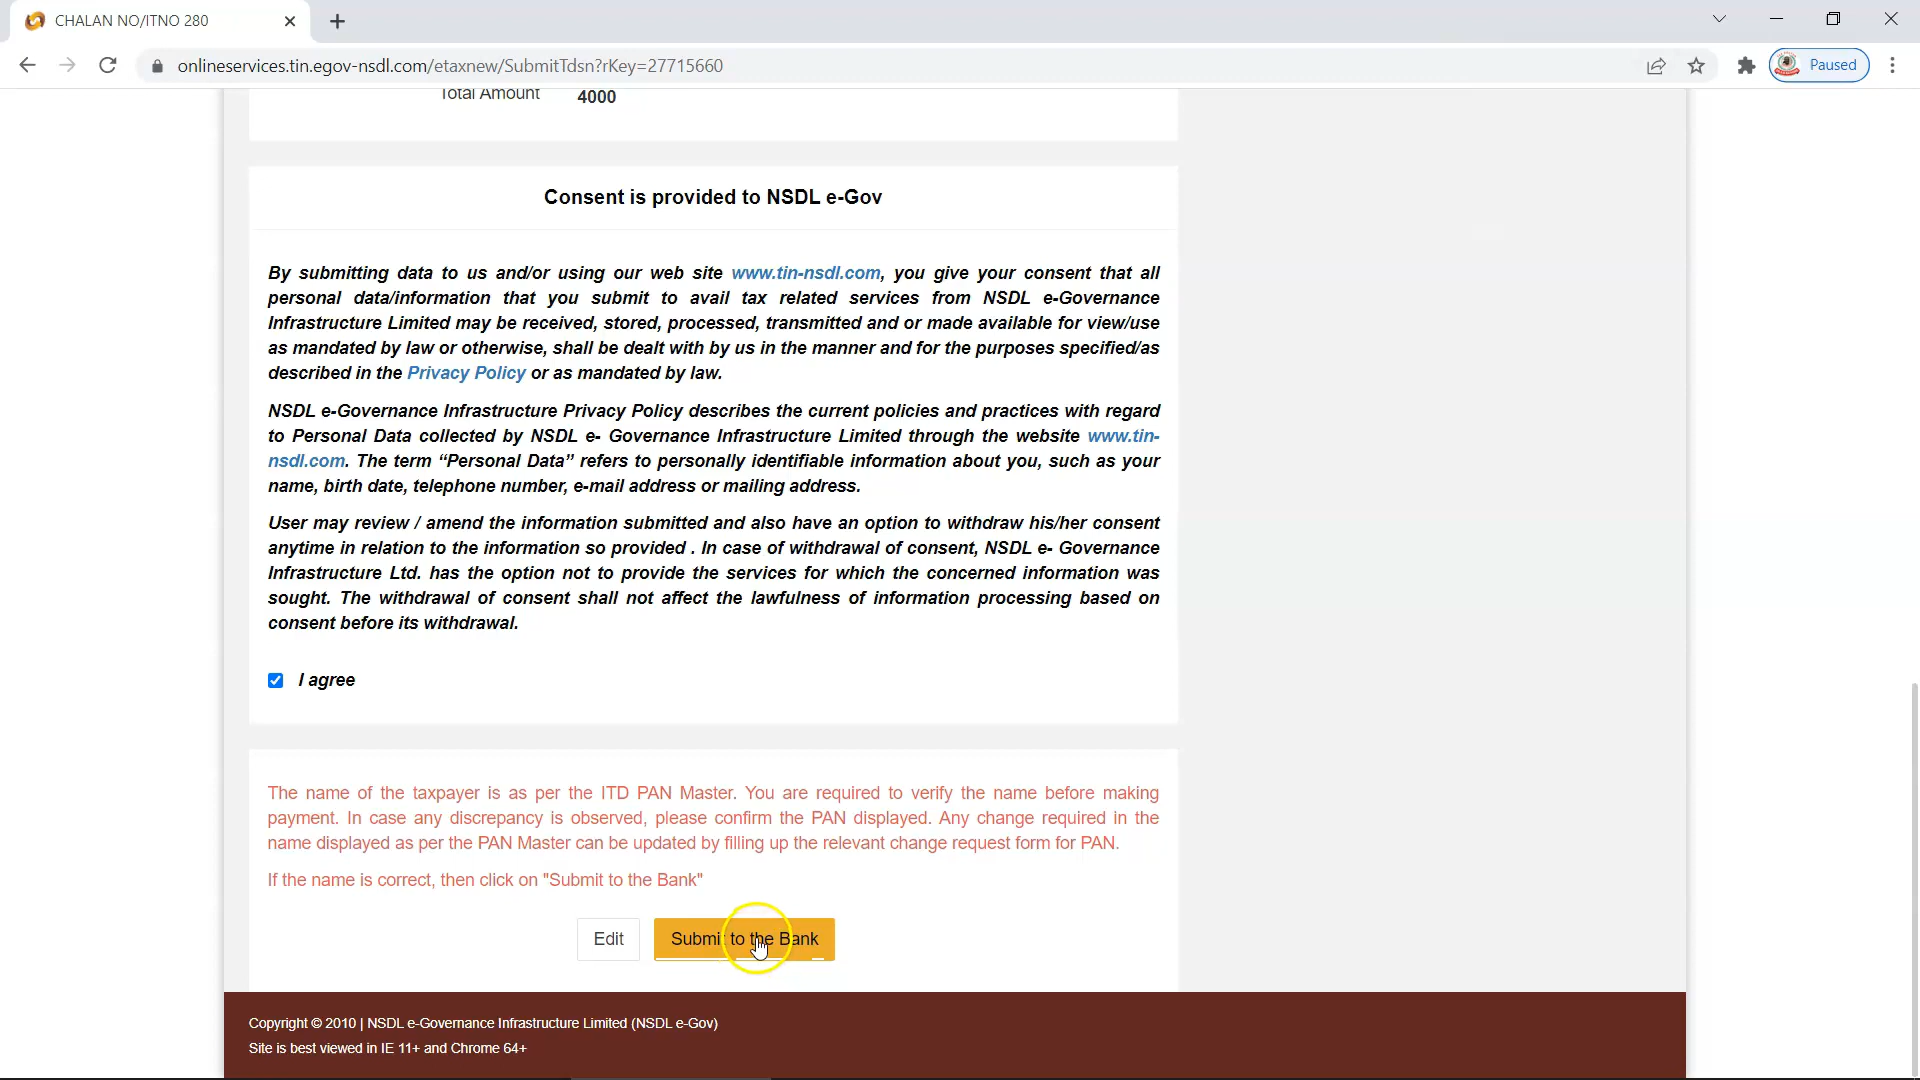 CHALAN NO/ITNO 280
onlineservices.tin.egov-nsdl.com/etaxnew/SubmitTdsn?rKey=27715660
Paused
Total Amount 4000
Consent is provided to NSDL e-Gov
By submitting data to us and/or using our web site www.tin-nsdl.com, you give your consent that all
personal data/information that you submit to avail tax related services from NSDL e-Governance
Infrastructure Limited may be received, stored, processed, transmitted and or made available for view/use
as mandated by law or otherwise, shall be dealt with by us in the manner and for the purposes specified/as
described in the Privacy Policy or as mandated by law.
NSDL e-Governance Infrastructure Privacy Policy describes the current policies and practices with regard
to Personal Data collected by NSDL e- Governance Infrastructure Limited through the website www.tin-
nsdl.com. The term “Personal Data” refers to personally identifiable information about you, such as your
name, birth date, telephone number, e-mail address or mailing address.
User may review / amend the information submitted and also have an option to withdraw his/her consent
anytime in relation to the information so provided . In case of withdrawal of consent, NSDL e- Governance
Infrastructure Ltd. has the option not to provide the services for which the concerned information was
sought. The withdrawal of consent shall not affect the lawfulness of information processing based on
consent before its withdrawal.
I agree
The name of the taxpayer is as per the ITD PAN Master. You are required to verify the name before making
payment. In case any discrepancy is observed, please confirm the PAN displayed. Any change required in the
name displayed as per the PAN Master can be updated by filling up the relevant change request form for PAN.
If the name is correct, then click on "Submit to the Bank"
Edit Submit to the Bank
Copyright © 2010 | NSDL e-Governance Infrastructure Limited (NSDL e-Gov)
Site is best viewed in IE 11+ and Chrome 64+